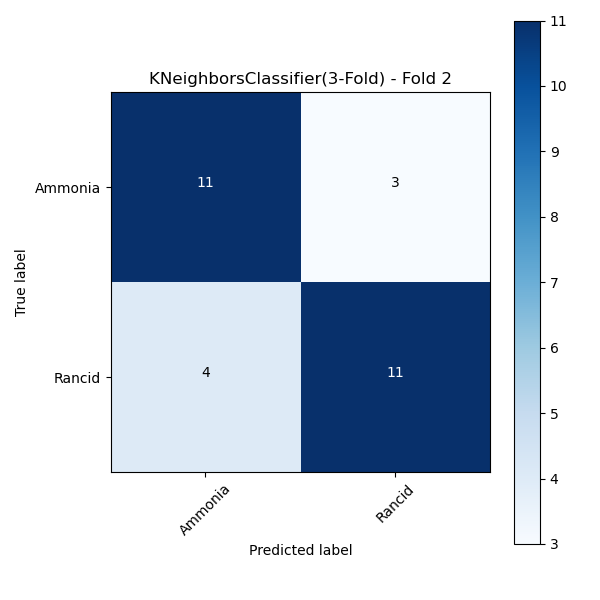 KNeighborsClassifier(3-Fold) - Fold 2
True label
Ammonia
11
3
Rancid
4
11
Ammonia
Rancid
Predicted label
11
10
9
8
7
6
5
4
3